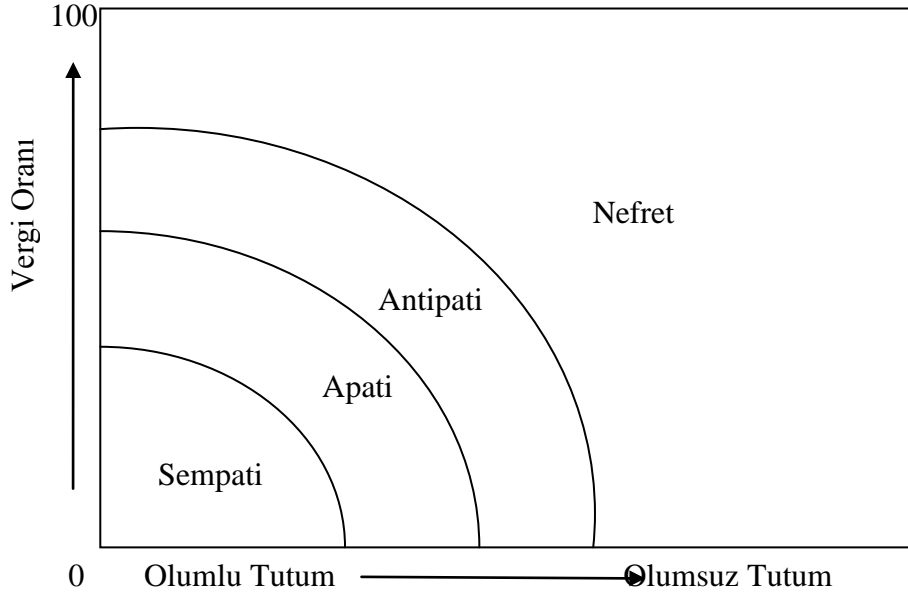 100
Vergi Oranı
Nefret
Antipati
Apati
Sempati
0 Olumlu Tutum Olumsuz Tutum